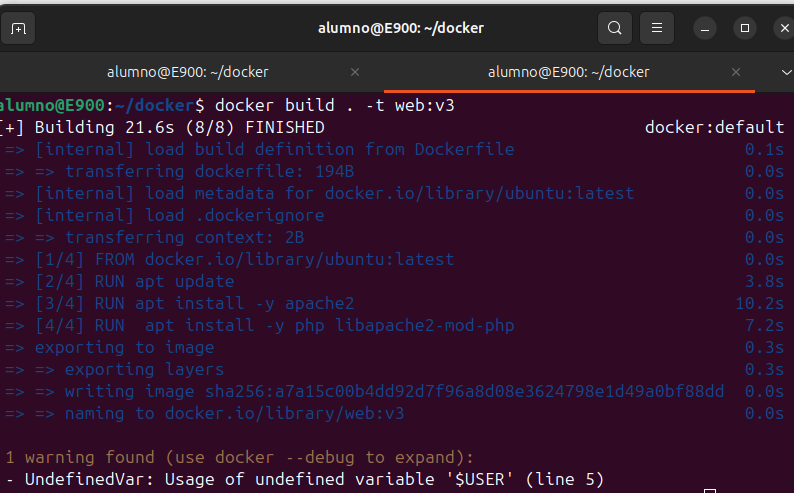 alumno@E900: ~/docker
alumno@E900: ~/docker × alumno@E900: ~/docker ×
alumno@E900:~/docker$ docker build . -t web:v3
[+] Building 21.6s (8/8) FINISHED docker:default
=> [internal] load build definition from Dockerfile 0.1s
=> => transferring dockerfile: 194B 0.0s
=> [internal] load metadata for docker.io/library/ubuntu:latest 0.0s
=> [internal] load .dockerignore 0.0s
=> => transferring context: 2B 0.0s
=> [1/4] FROM docker.io/library/ubuntu:latest 0.0s
=> [2/4] RUN apt update 3.8s
=> [3/4] RUN apt install -y apache2 10.2s
=> [4/4] RUN  apt install -y php libapache2-mod-php 7.2s
=> exporting to image 0.3s
=> => exporting layers 0.3s
=> => writing image sha256:a7a15c00b4dd92d7f96a8d08e3624798e1d49a0bf88dd 0.0s
=> => naming to docker.io/library/web:v3 0.0s
1 warning found (use docker --debug to expand):
- UndefinedVar: Usage of undefined variable '$USER' (line 5)